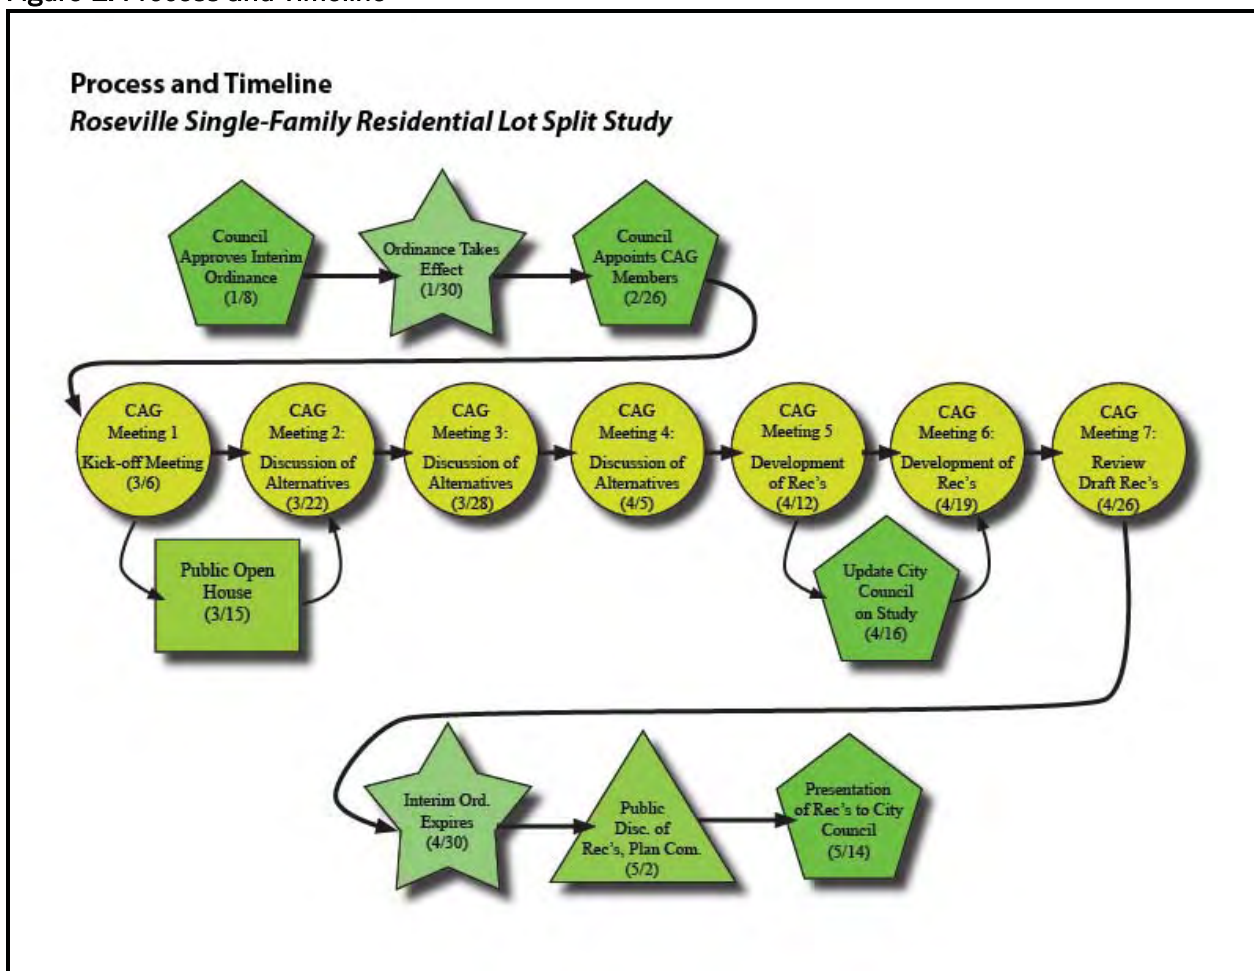 Figure 2. Process and Timeline
Process and Timeline
Roseville Single-Family Residential Lot Split Study
Council
Approves Interim
Ordinance
(1/8)
Ordinance Takes
Effect
(1/30)
Council
Appoints CAG
Members
(2/26)
CAG
Meeting 1
Kick-off Meeting
(3/6)
CAG
Meeting 2:
Discussion of
Alternatives
(3/22)
CAG
Meeting 3:
Discussion of
Alternatives
(3/28)
CAG
Meeting 4:
Discussion of
Alternatives
(4/5)
CAG
Meeting 5
Development
of Rec's
(4/12)
CAG
Meeting 6:
Development of
Rec's
(4/19)
CAG
Meeting 7:
Review
Draft Rec's
(4/26)
Public Open
House
(3/15)
Update City
Council
on Study
(4/16)
Interim Ord.
Expires
(4/30)
Public
Disc. of
Rec's, Plan Com.
(5/2)
Presentation
of Rec's to City
Council
(5/14)